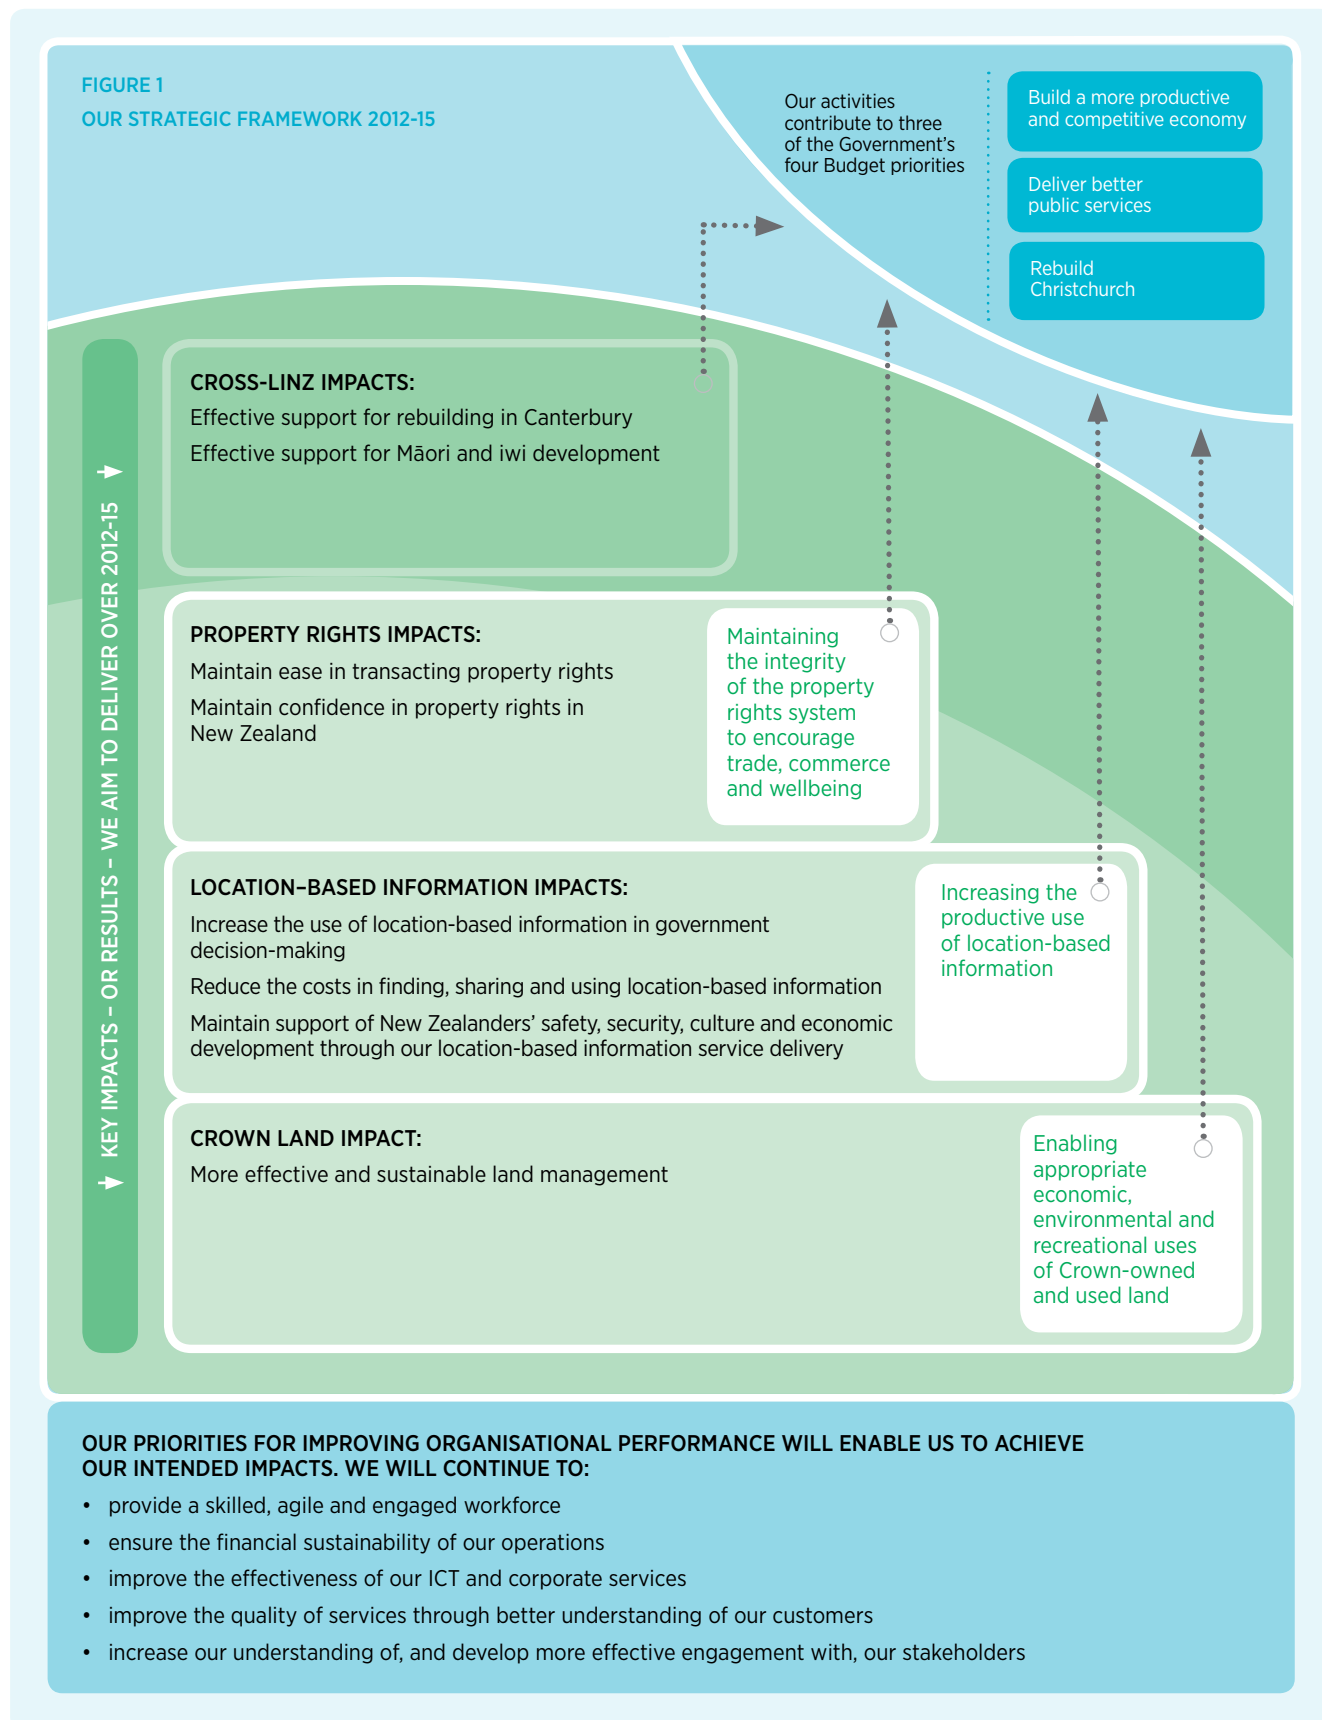 FIGURE 1
OUR STRATEGIC FRAMEWORK 2012-15
Our activities
contribute to three
of the Government's
four Budget priorities
Build a more productive
and competitive economy
Deliver better
public services
Rebuild
Christchurch
KEY IMPACTS – OR RESULTS – WE AIM TO DELIVER OVER 2012-15
CROSS-LINZ IMPACTS:
Effective support for rebuilding in Canterbury
Effective support for Māori and iwi development
PROPERTY RIGHTS IMPACTS:
Maintain ease in transacting property rights
Maintain confidence in property rights in
New Zealand
Maintaining
the integrity
of the property
rights system
to encourage
trade, commerce
and wellbeing
LOCATION–BASED INFORMATION IMPACTS:
Increase the use of location-based information in government
decision-making
Reduce the costs in finding, sharing and using location-based information
Maintain support of New Zealanders' safety, security, culture and economic
development through our location-based information service delivery
Increasing the
productive use
of location-based
information
CROWN LAND IMPACT:
More effective and sustainable land management
Enabling
appropriate
economic,
environmental and
recreational uses
of Crown-owned
and used land
OUR PRIORITIES FOR IMPROVING ORGANISATIONAL PERFORMANCE WILL ENABLE US TO ACHIEVE
OUR INTENDED IMPACTS. WE WILL CONTINUE TO:
• provide a skilled, agile and engaged workforce
• ensure the financial sustainability of our operations
• improve the effectiveness of our ICT and corporate services
• improve the quality of services through better understanding of our customers
• increase our understanding of, and develop more effective engagement with, our stakeholders